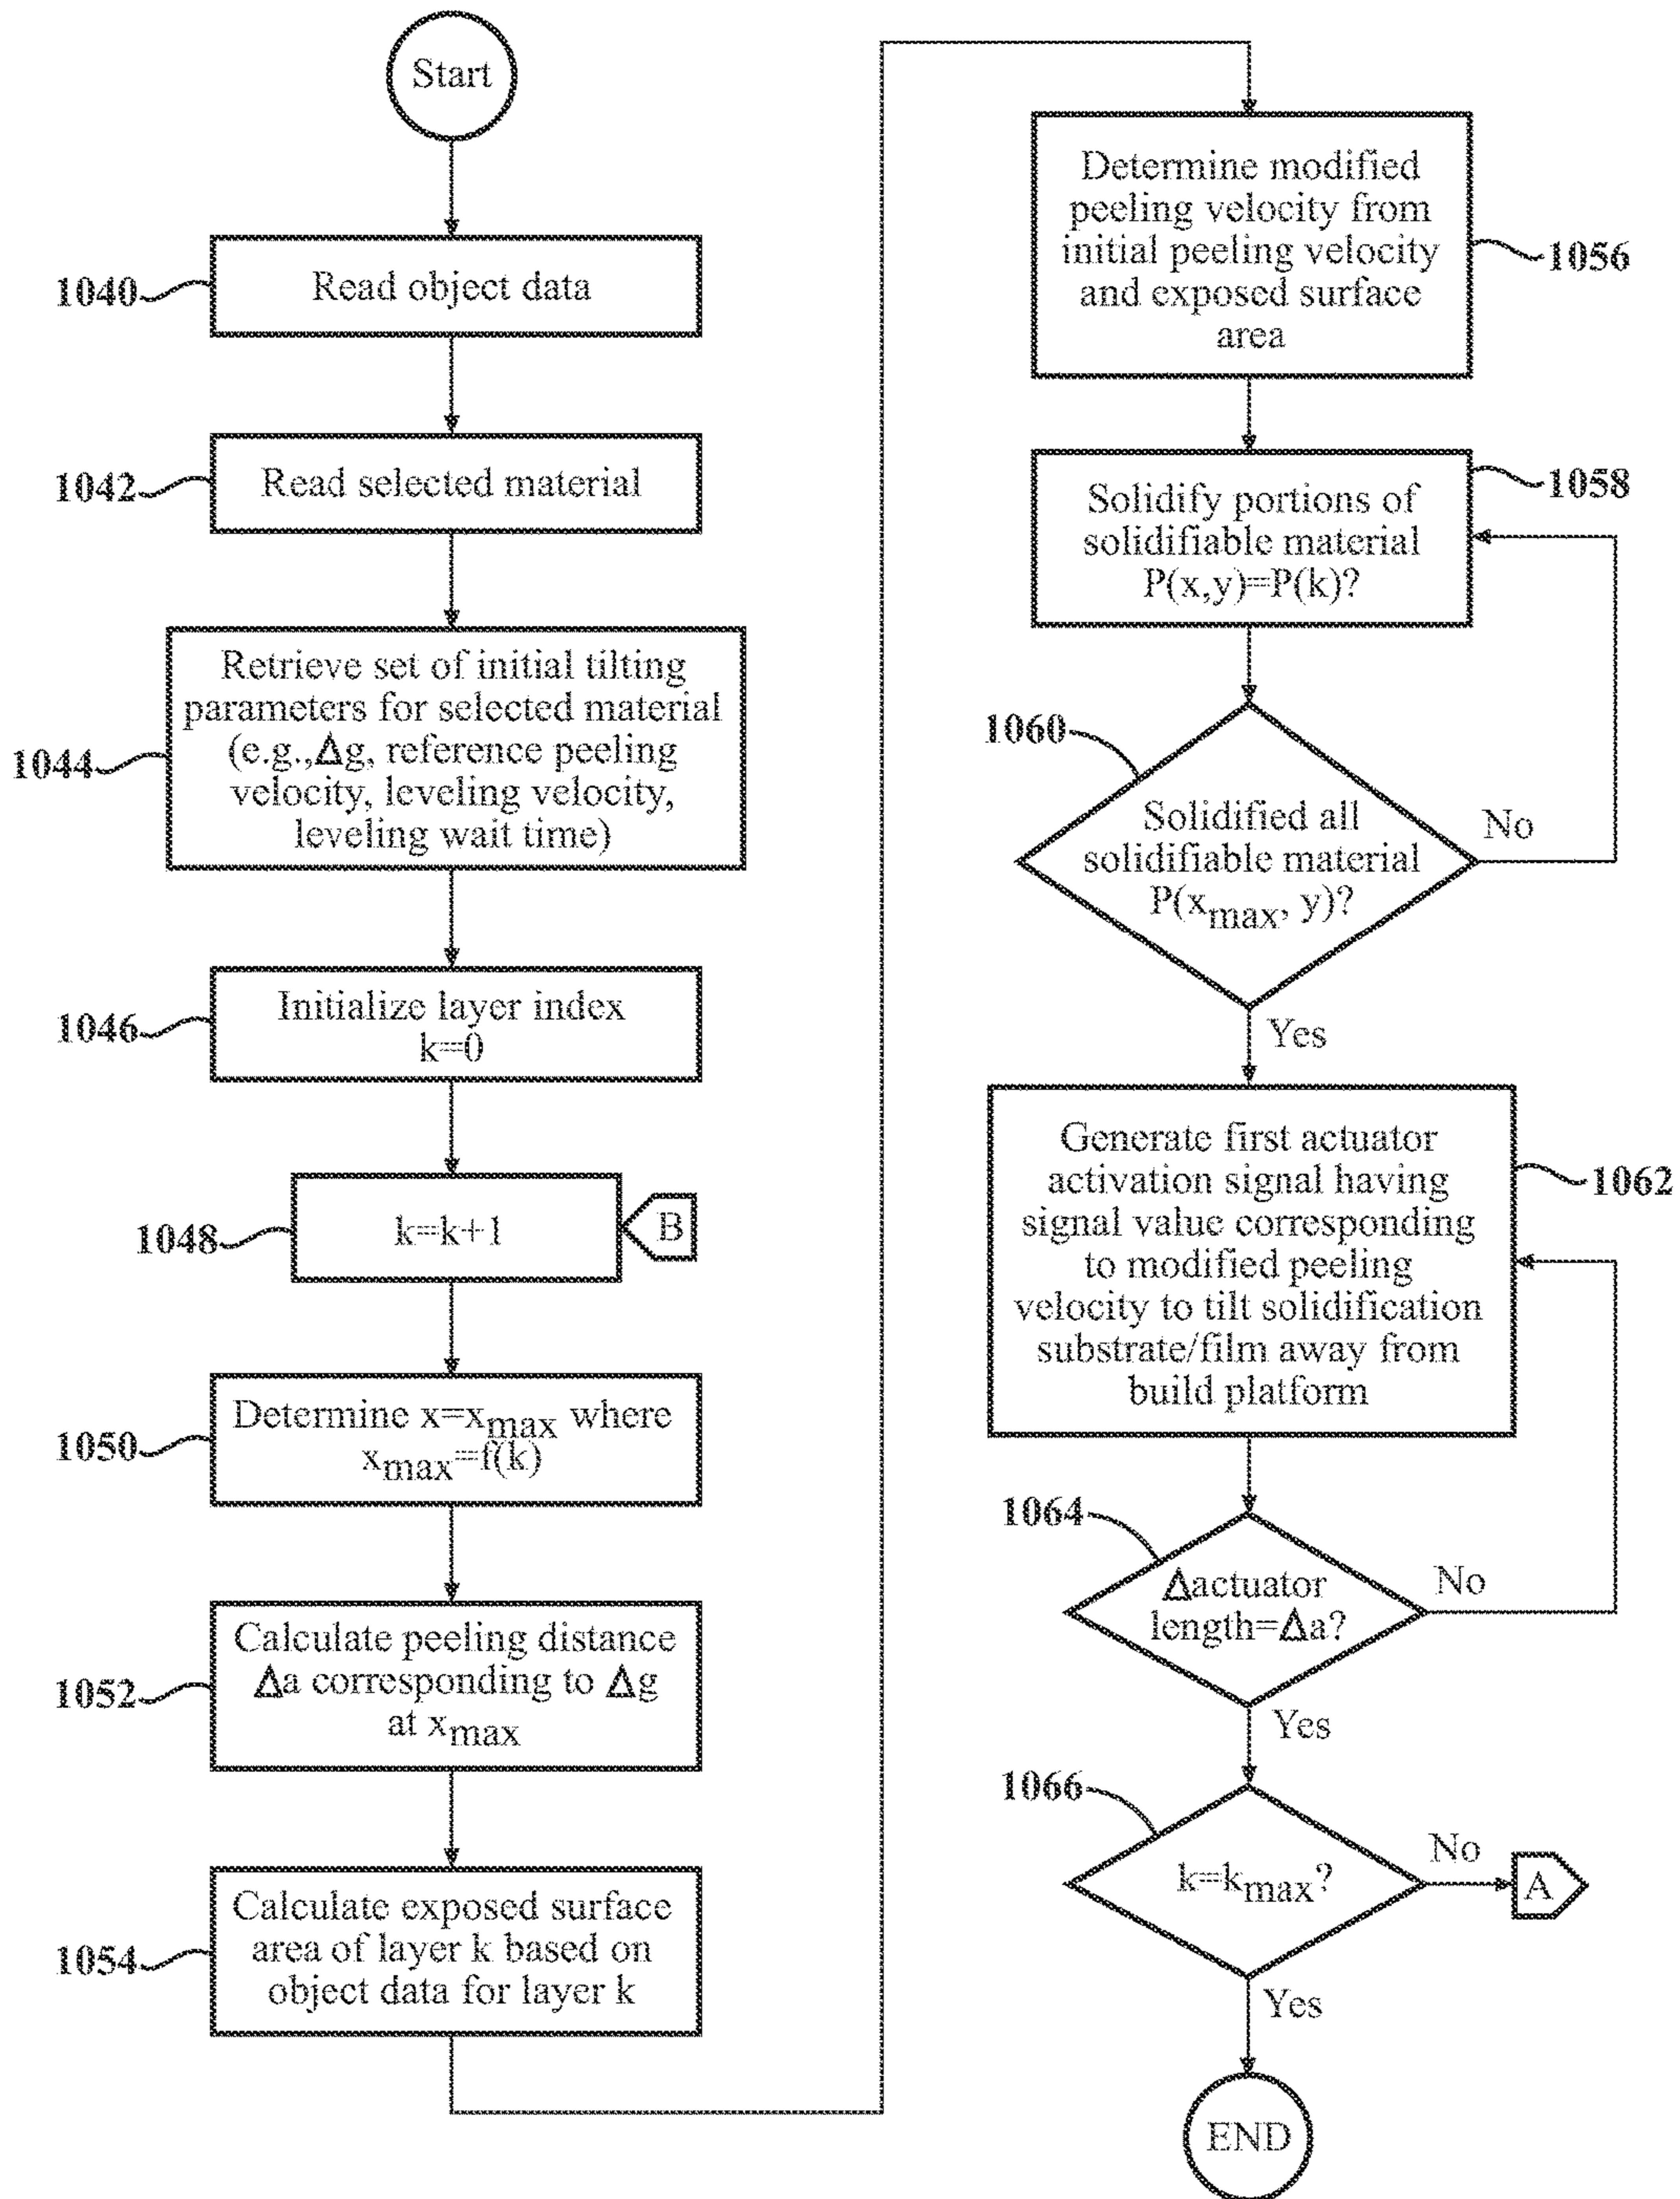 Start
1040
Read object data
1042
Read selected material
1044
Retrieve set of initial tilting
parameters for selected material
(e.g.,Δg, reference peeling
velocity, leveling velocity,
leveling wait time)
1046
Initialize layer index
k=0
1048
k=k+1
B
1050
Determine x=xmax where
xmax=f(k)
1052
Calculate peeling distance
Δa corresponding to Δg
at xmax
1054
Calculate exposed surface
area of layer k based on
object data for layer k
Determine modified
peeling velocity from
initial peeling velocity
and exposed surface
area
1056
Solidify portions of
solidifiable material
P(x,y)=P(k)?
1058
1060
Solidified all
solidifiable material
P(xmax, y)?
No
Yes
Generate first actuator
activation signal having
signal value corresponding
to modified peeling
velocity to tilt solidification
substrate/film away from
build platform
1062
1064
Δactuator
length=Δa?
No
Yes
1066
k=kmax?
No
A
Yes
END